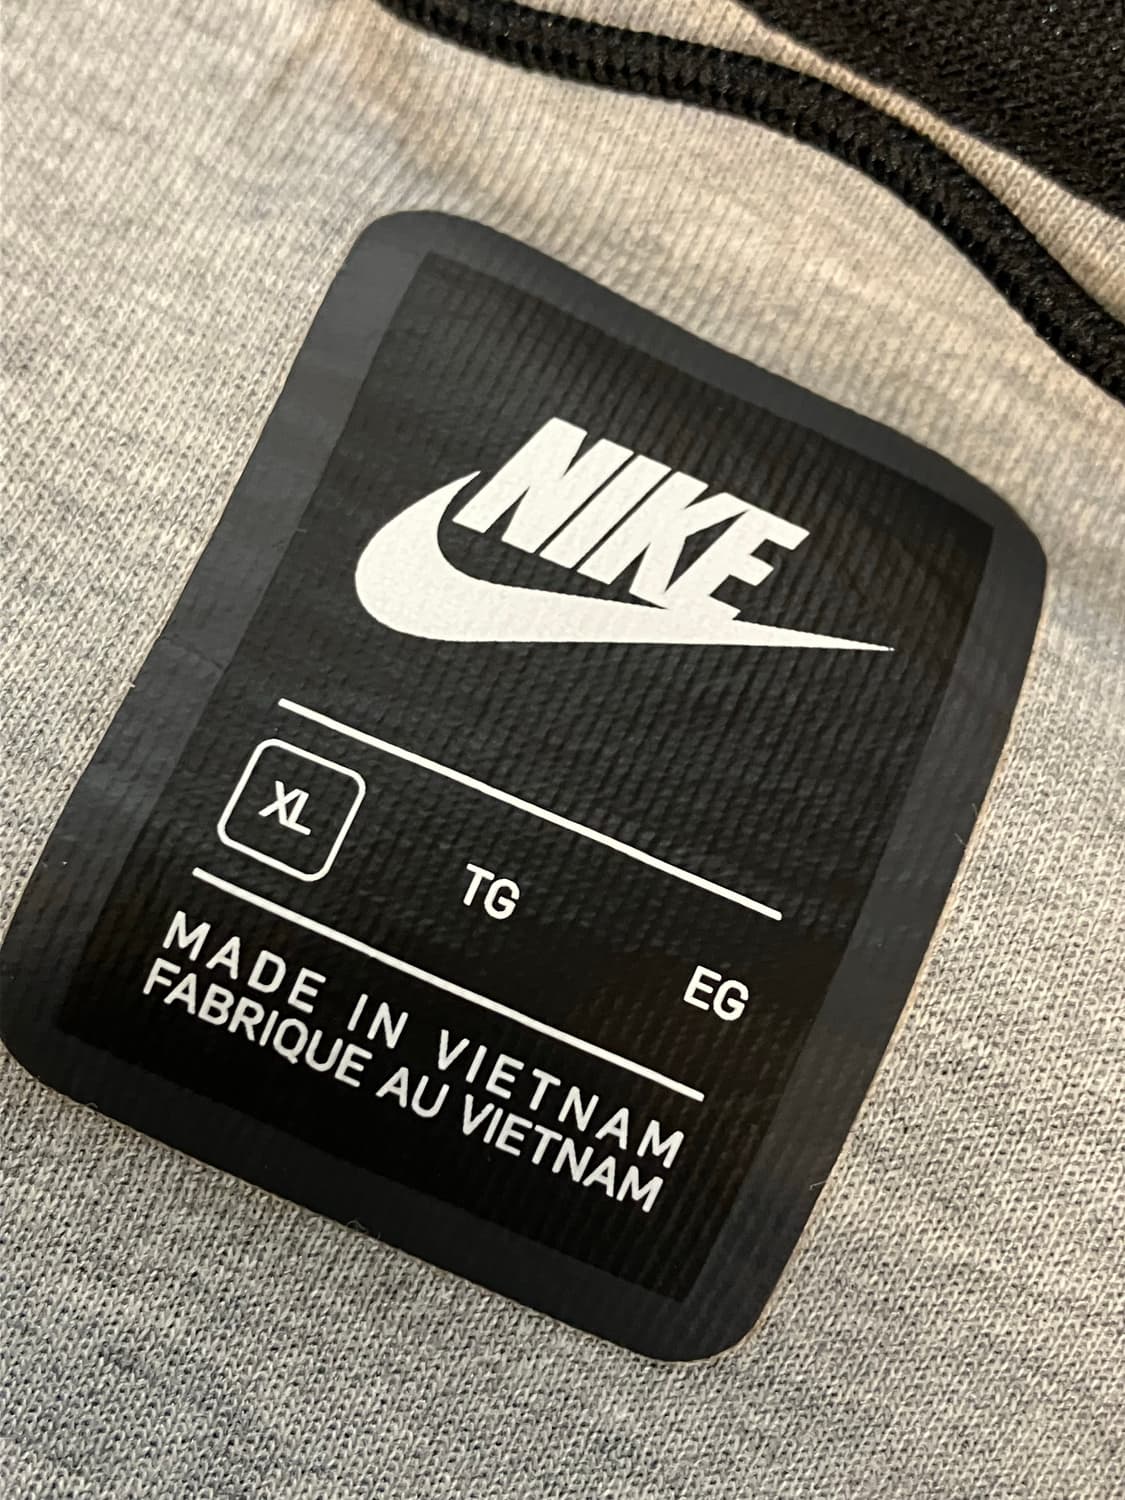 NIKE
XL TG EG
MADE IN VIETNAM
FABRIQUE AU VIETNAM